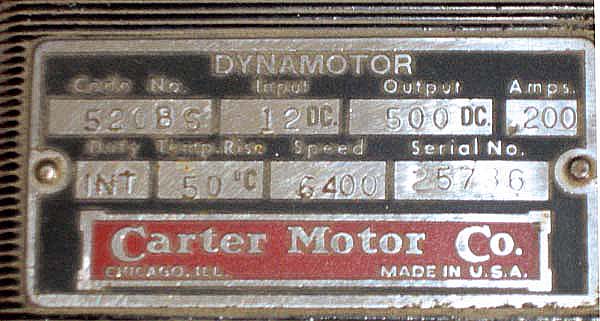 DYNAMOTOR
Code No. Input Output Amps.
520BS 12 DC. 500 DC. .200
Duty Temp. Rise Speed Serial No.
INT 50 °C 6400 25736
Carter Motor Co.
CHICAGO, ILL. MADE IN U.S.A.